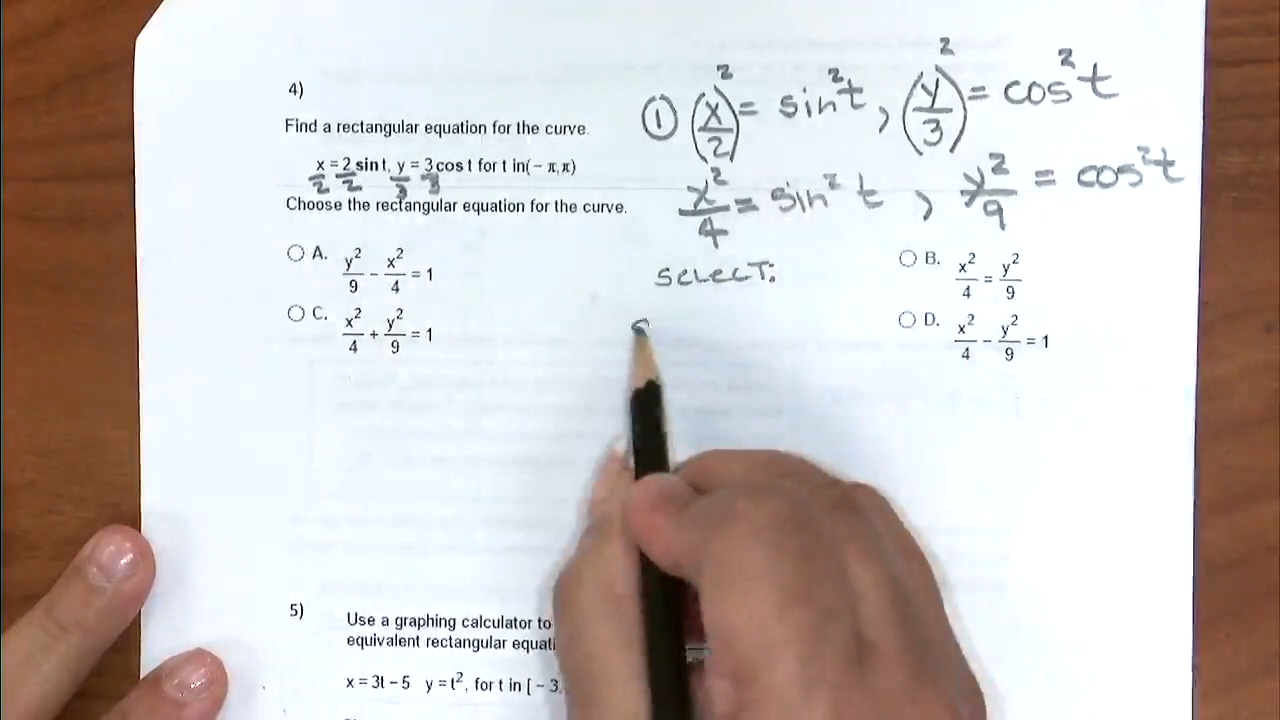 4)
Find a rectangular equation for the curve.
x = 2 sin t, y = 3 cos t for t in(− π,π)
2 2 3 3
Choose the rectangular equation for the curve.
A. y²/9 − x²/4 = 1
B. x²/4 = y²/9
C. x²/4 + y²/9 = 1
D. x²/4 − y²/9 = 1
① (x/2)² = sin²t, (y/3)² = cos²t
x²/4 = sin²t, y²/9 = cos²t
SELECT:
5)
Use a graphing calculator to
equivalent rectangular
x = 3t − 5 y = t², for t in [ − 3